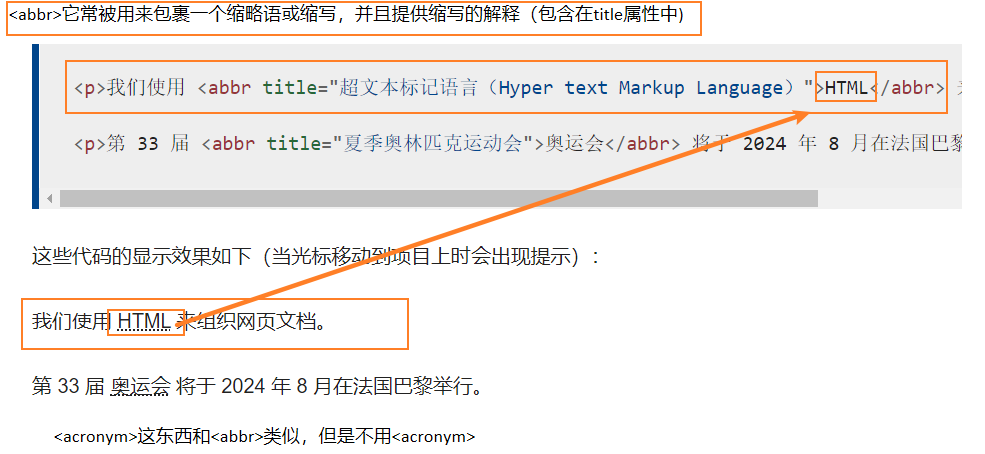 <abbr>它常被用来包裹一个缩略语或缩写，并且提供缩写的解释（包含在title属性中)
<p>我们使用 <abbr title="超文本标记语言（Hyper text Markup Language）">HTML</abbr>
<p>第 33 届 <abbr title="夏季奥林匹克运动会">奥运会</abbr> 将于 2024 年 8 月在法国巴黎
这些代码的显示效果如下（当光标移动到项目上时会出现提示）：
我们使用 HTML 来组织网页文档。
第 33 届 奥运会 将于 2024 年 8 月在法国巴黎举行。
<acronym>这东西和<abbr>类似，但是不用<acronym>